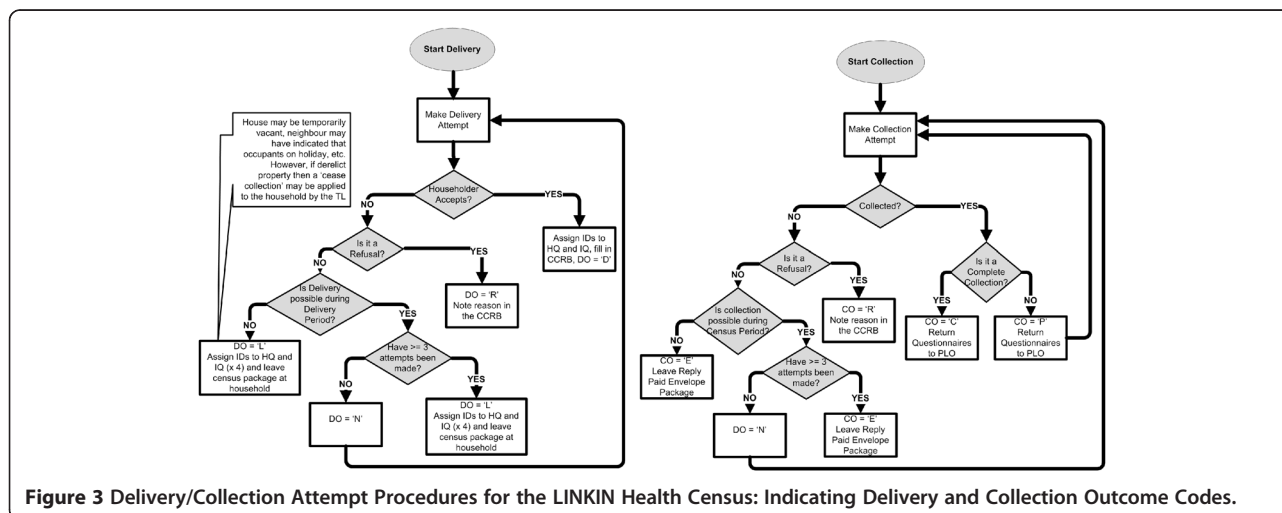 Start Delivery
Make Delivery
Attempt
House may be temporarily
vacant, neighbour may
have indicated that
occupants on holiday, etc.
However, if derelict
property then a ‘cease
collection’ may be applied
to the household by the TL
Householder
Accepts?
NO
YES
Is it a
Refusal?
Assign IDs to
HQ and IQ, fill in
CCRB, DO = ‘D’
NO
YES
Is Delivery
possible during
Delivery
Period?
DO = ‘R’
Note reason in
the CCRB
NO
YES
DO = ‘L’
Assign IDs to HQ and
IQ (x 4) and leave
census package at
household
Have >= 3
attempts been
made?
NO
YES
DO = ‘N’
DO = ‘L’
Assign IDs to HQ and
IQ (x 4) and leave
census package at
household
Start Collection
Make Collection
Attempt
Collected?
NO
YES
Is it a
Refusal?
Is it a
Complete
Collection?
NO
YES
YES
NO
Is collection
possible during
Census Period?
CO = ‘R’
Note reason in
the CCRB
CO = ‘C’
Return
Questionnaires
to PLO
CO = ‘P’
Return
Questionnaires
to PLO
NO
YES
CO = ‘E’
Leave Reply
Paid Envelope
Package
Have >= 3
attempts been
made?
NO
YES
DO = ‘N’
CO = ‘E’
Leave Reply
Paid Envelope
Package
Figure 3 Delivery/Collection Attempt Procedures for the LINKIN Health Census: Indicating Delivery and Collection Outcome Codes.